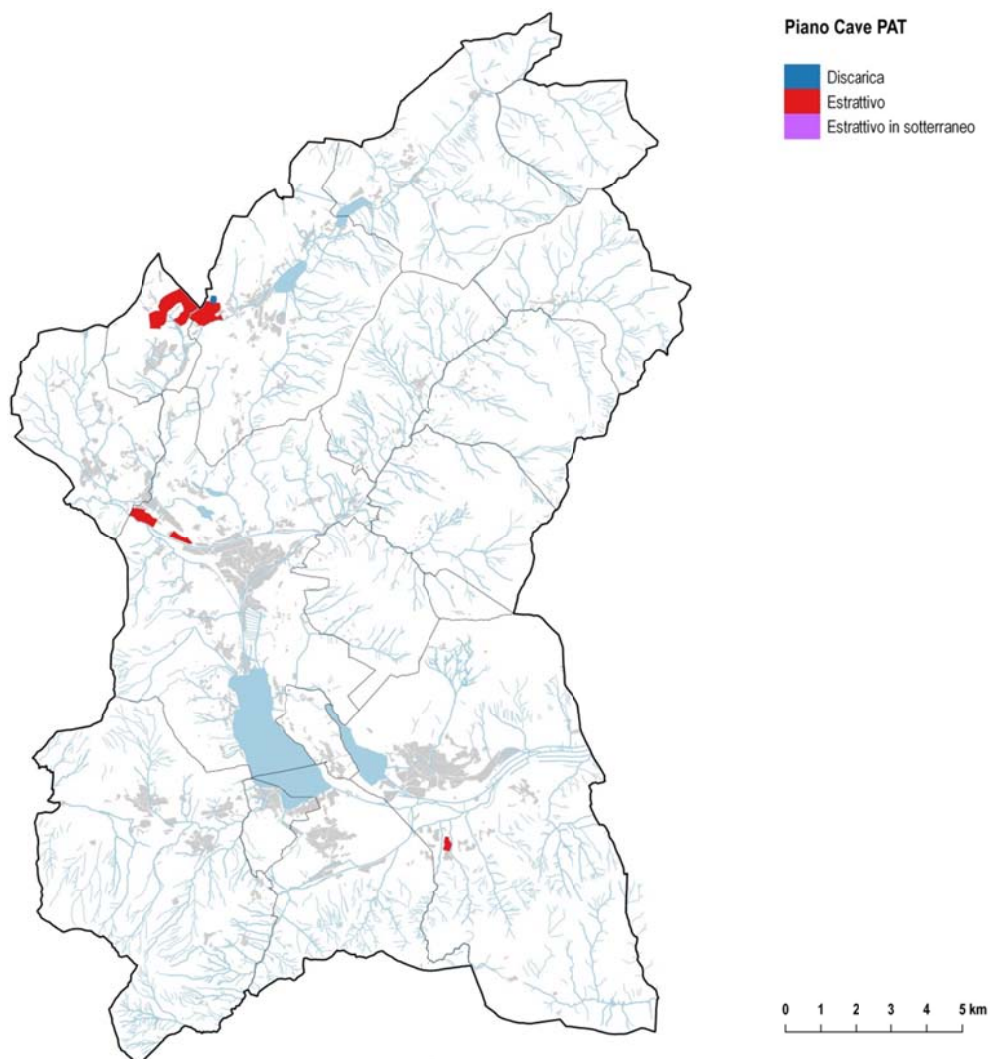 Piano Cave PAT
Discarica
Estrattivo
Estrattivo in sotterraneo
0 1 2 3 4 5 km